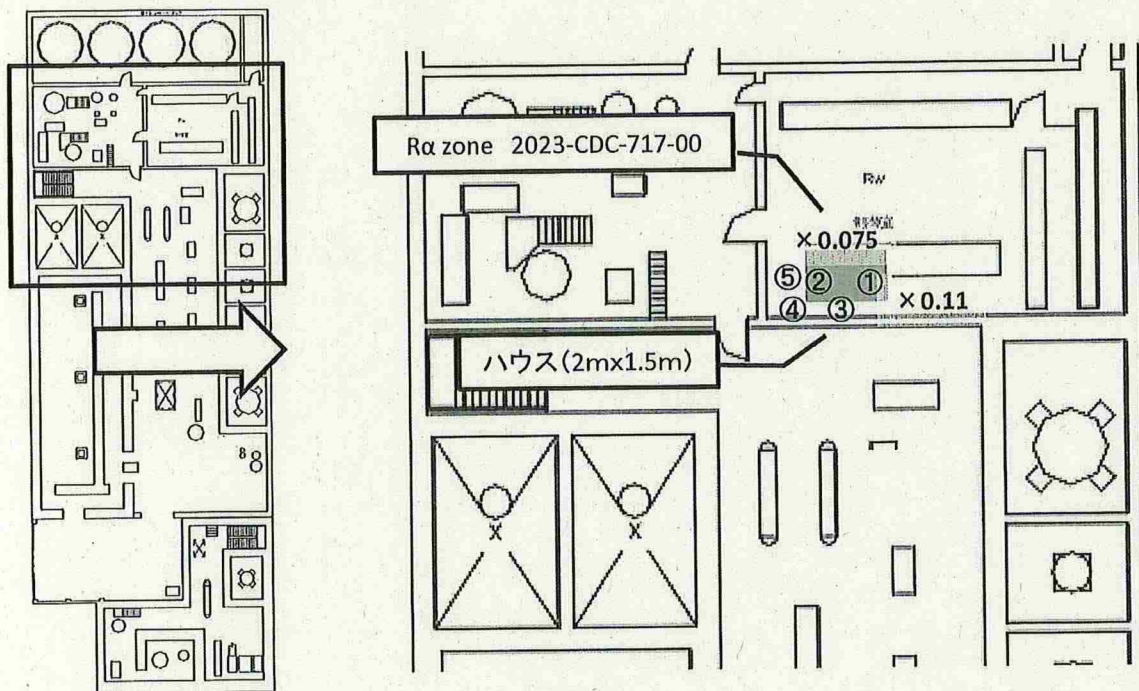 Rα zone 2023-CDC-717-00
Rw
×0.075
⑤ ② ①
×0.11
④ ③
ハウス(2mx1.5m)
X X
8
X X